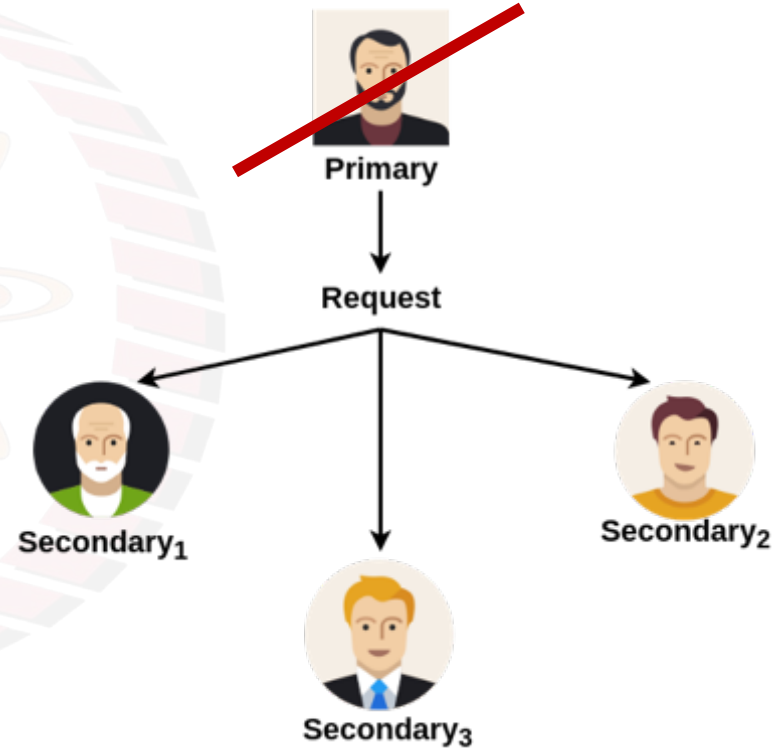 Primary
Request
Secondary₁
Secondary₂
Secondary₃